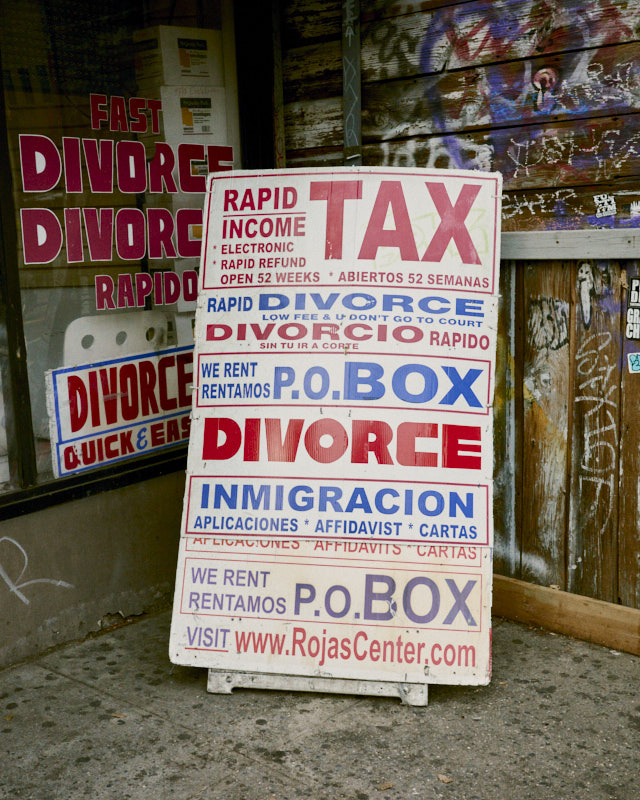 FAST
DIVORCE
DIVORC
RAPIDO
DIVORCE
QUICK & EAS
RAPID TAX
INCOME
* ELECTRONIC
* RAPID REFUND
OPEN 52 WEEKS * ABIERTOS 52 SEMANAS
RAPID DIVORCE
LOW FEE & U DON'T GO TO COURT
DIVORCIO RAPIDO
SIN TU IR A CORTE
WE RENT P.O.BOX
RENTAMOS
DIVORCE
INMIGRACION
APLICACIONES * AFFIDAVIST * CARTAS
APLICACIONES * AFFIDAVITS * CARTAS
WE RENT P.O.BOX
RENTAMOS
VISIT www.RojasCenter.com